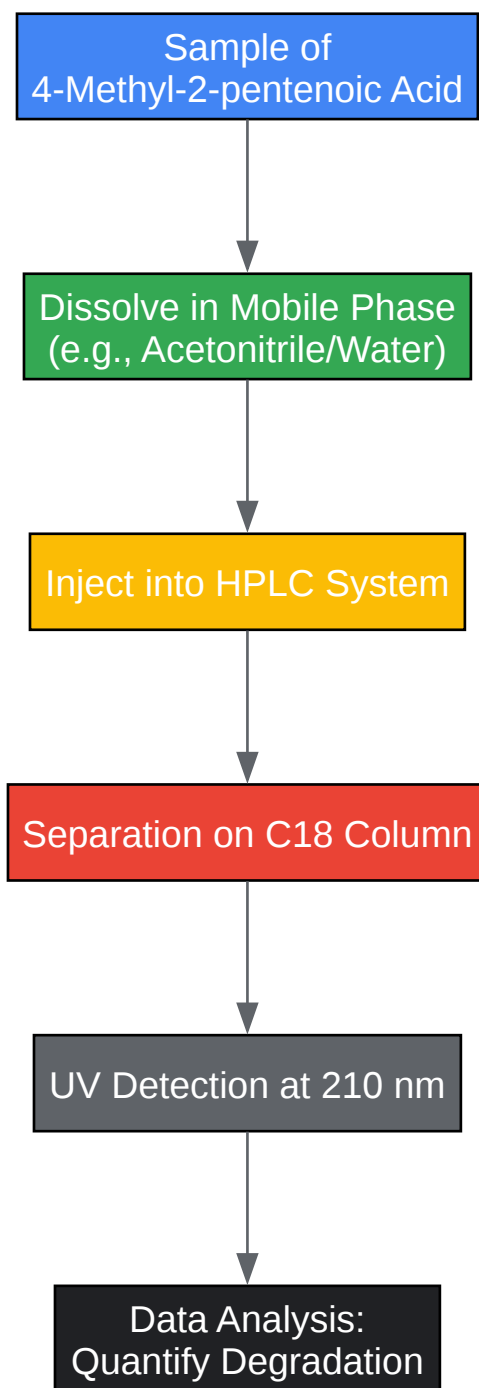 Sample of
4-Methyl-2-pentenoic Acid
Dissolve in Mobile Phase
(e.g., Acetonitrile/Water)
Inject into HPLC System
Separation on C18 Column
UV Detection at 210 nm
Data Analysis:
Quantify Degradation